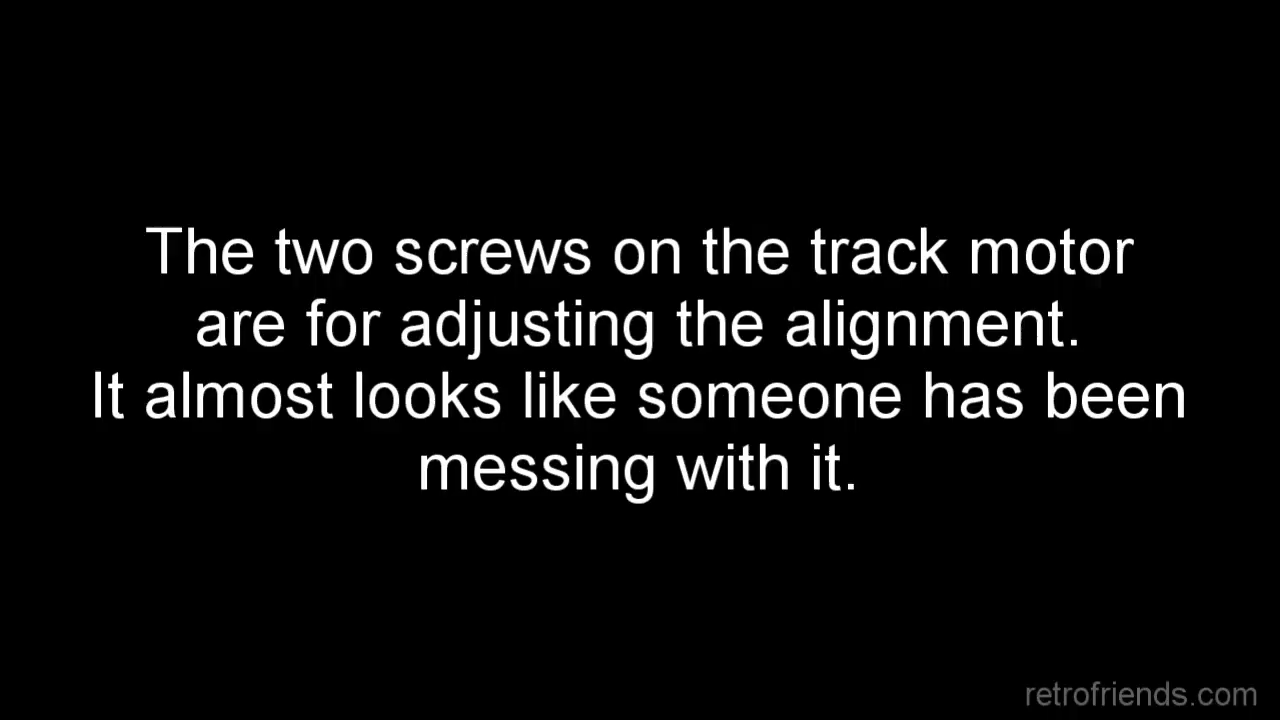 The two screws on the track motor
are for adjusting the alignment.
It almost looks like someone has been
messing with it.
retrofriends.com